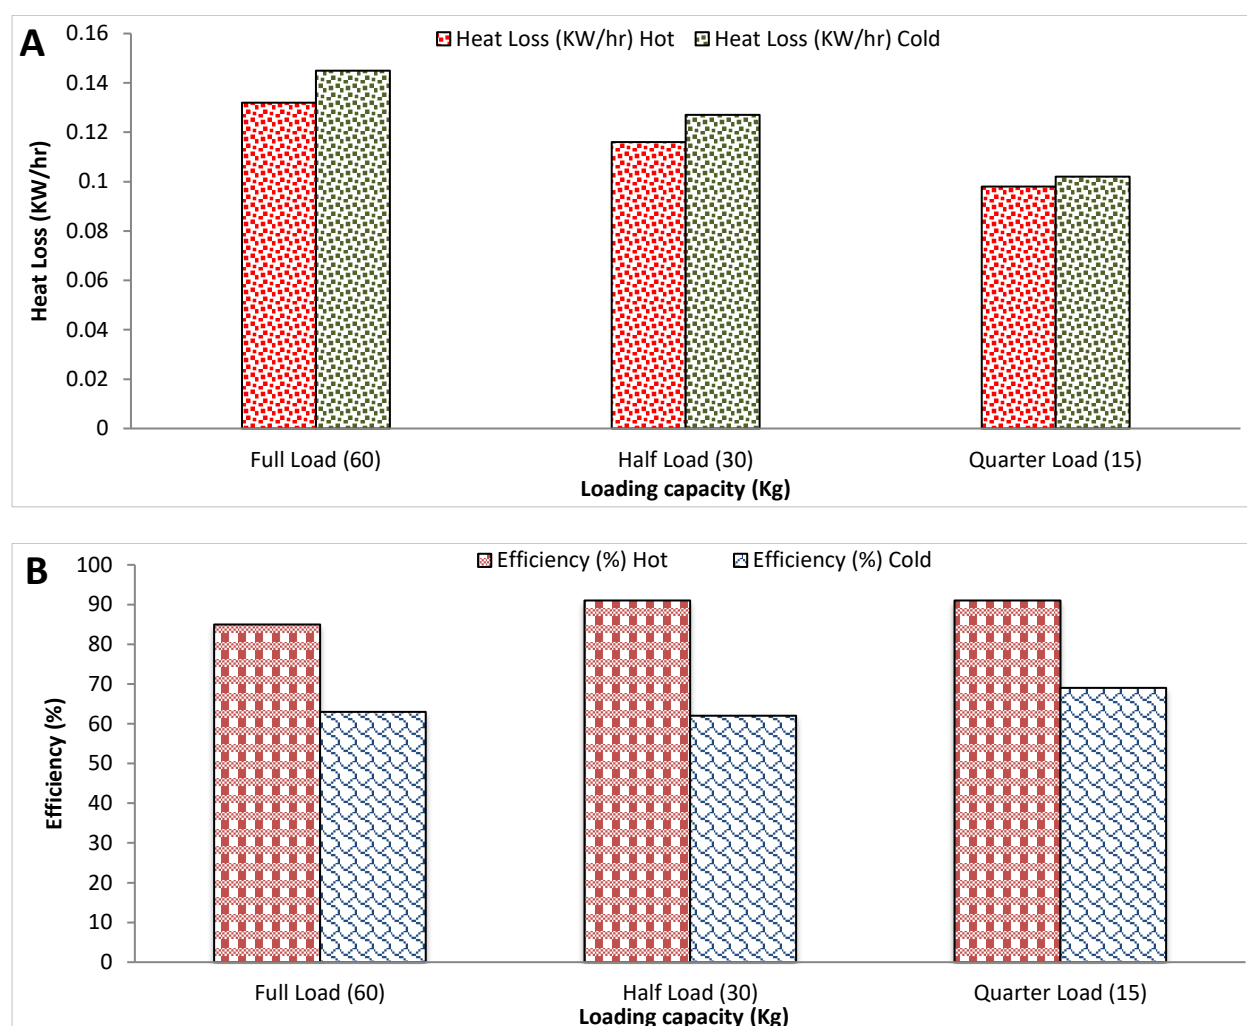 A
Heat Loss (KW/hr) Hot Heat Loss (KW/hr) Cold
Heat Loss (KW/hr)
0.16
0.14
0.12
0.1
0.08
0.06
0.04
0.02
0
Full Load (60) Half Load (30) Quarter Load (15)
Loading capacity (Kg)
B
Efficiency (%) Hot Efficiency (%) Cold
Efficiency (%)
100
90
80
70
60
50
40
30
20
10
0
Full Load (60) Half Load (30) Quarter Load (15)
Loading capacity (Kg)